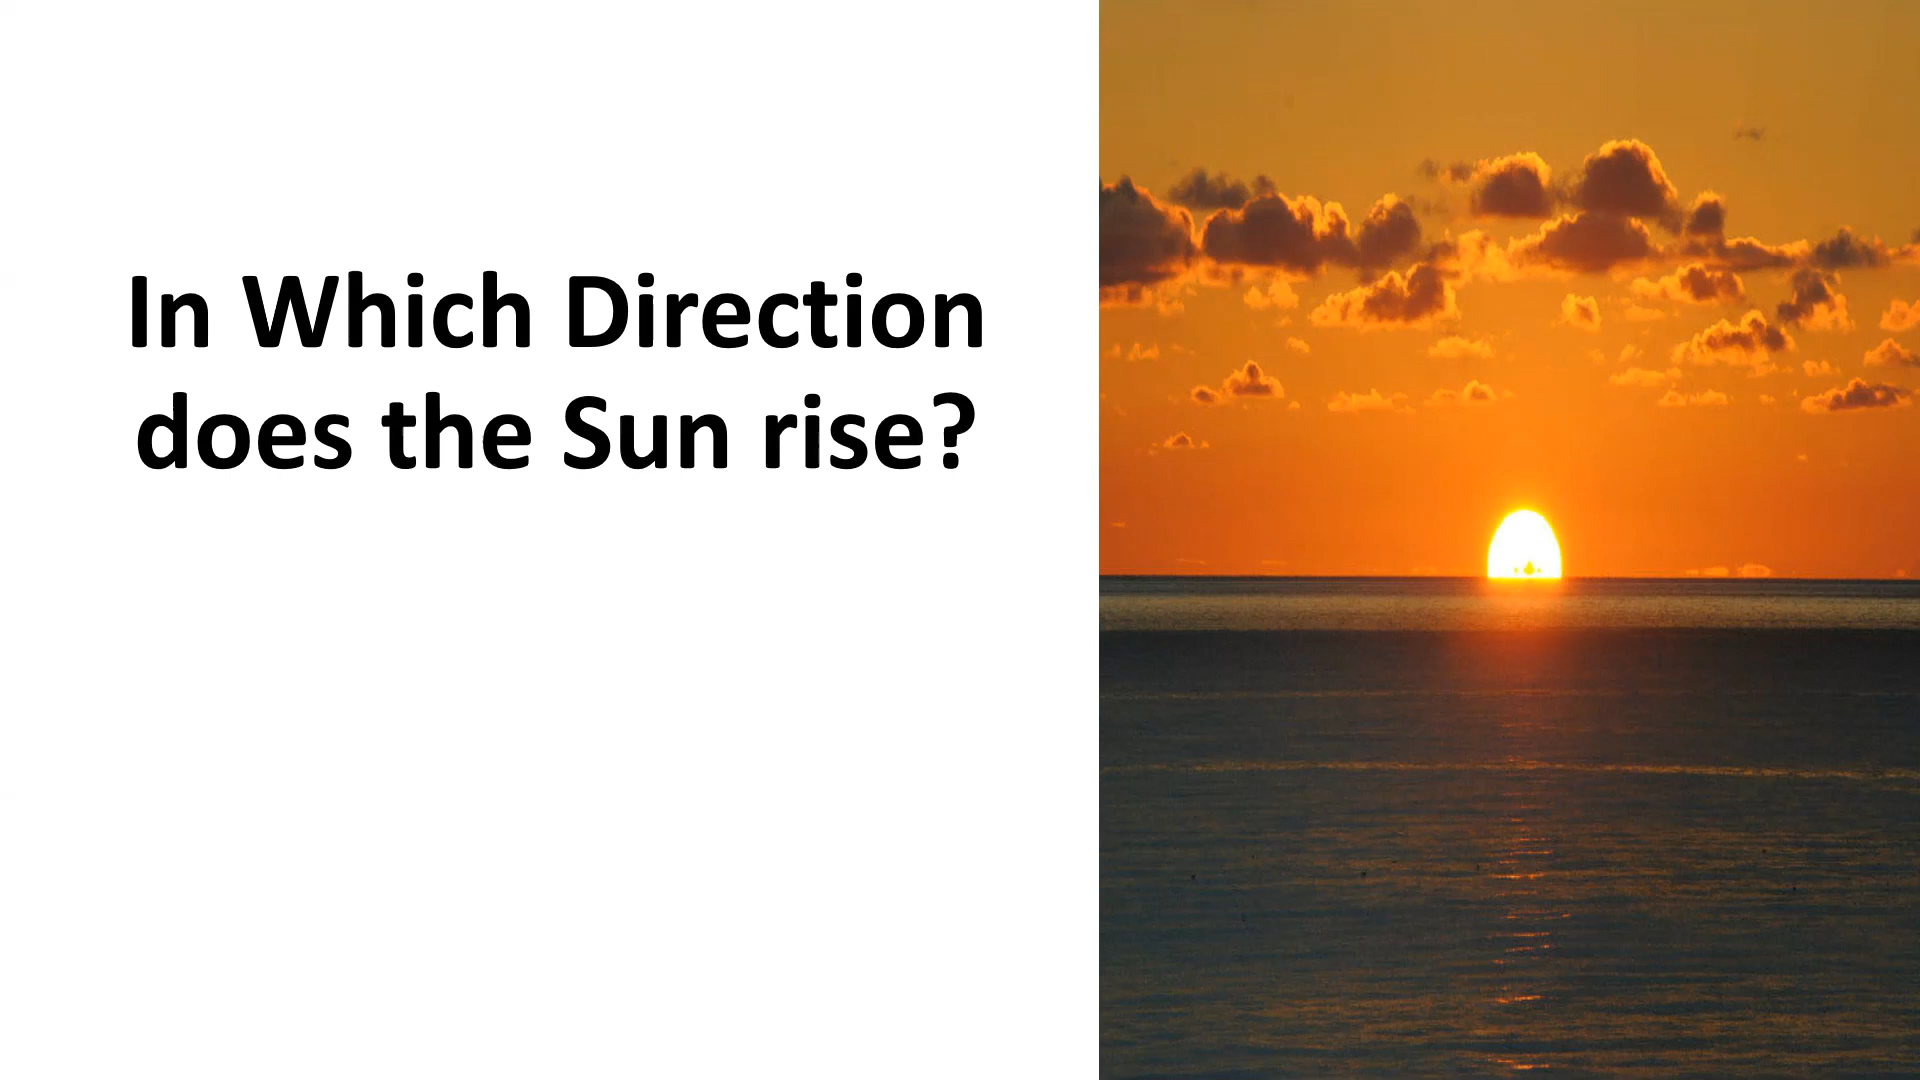 In Which Direction
does the Sun rise?